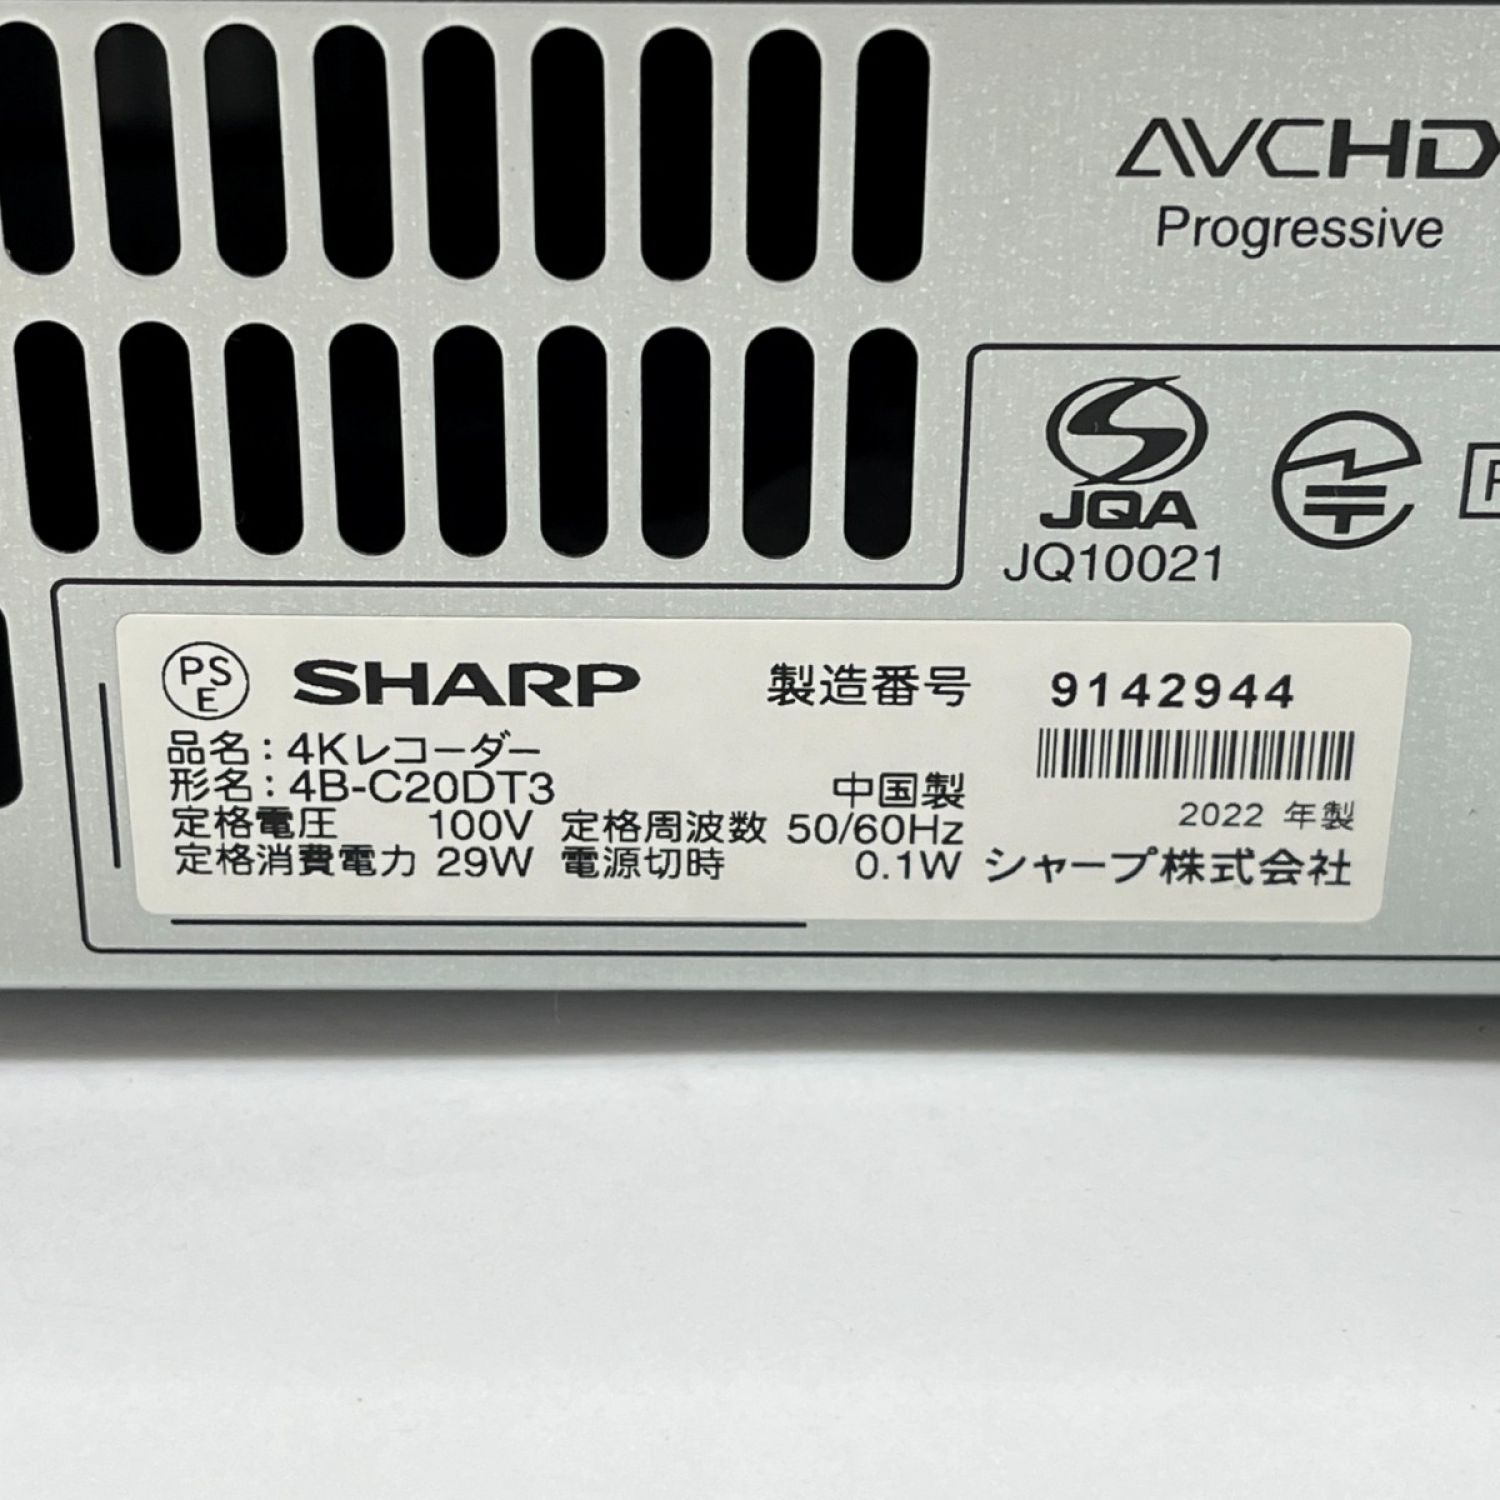 AVCHD
Progressive
JQA
JQ10021
PS
E
SHARP 製造番号 9142944
品名：4Kレコーダー
形名：4B-C20DT3 中国製
2022 年製
定格電圧 100V 定格周波数 50/60Hz
定格消費電力 29W 電源切時 0.1W シャープ株式会社